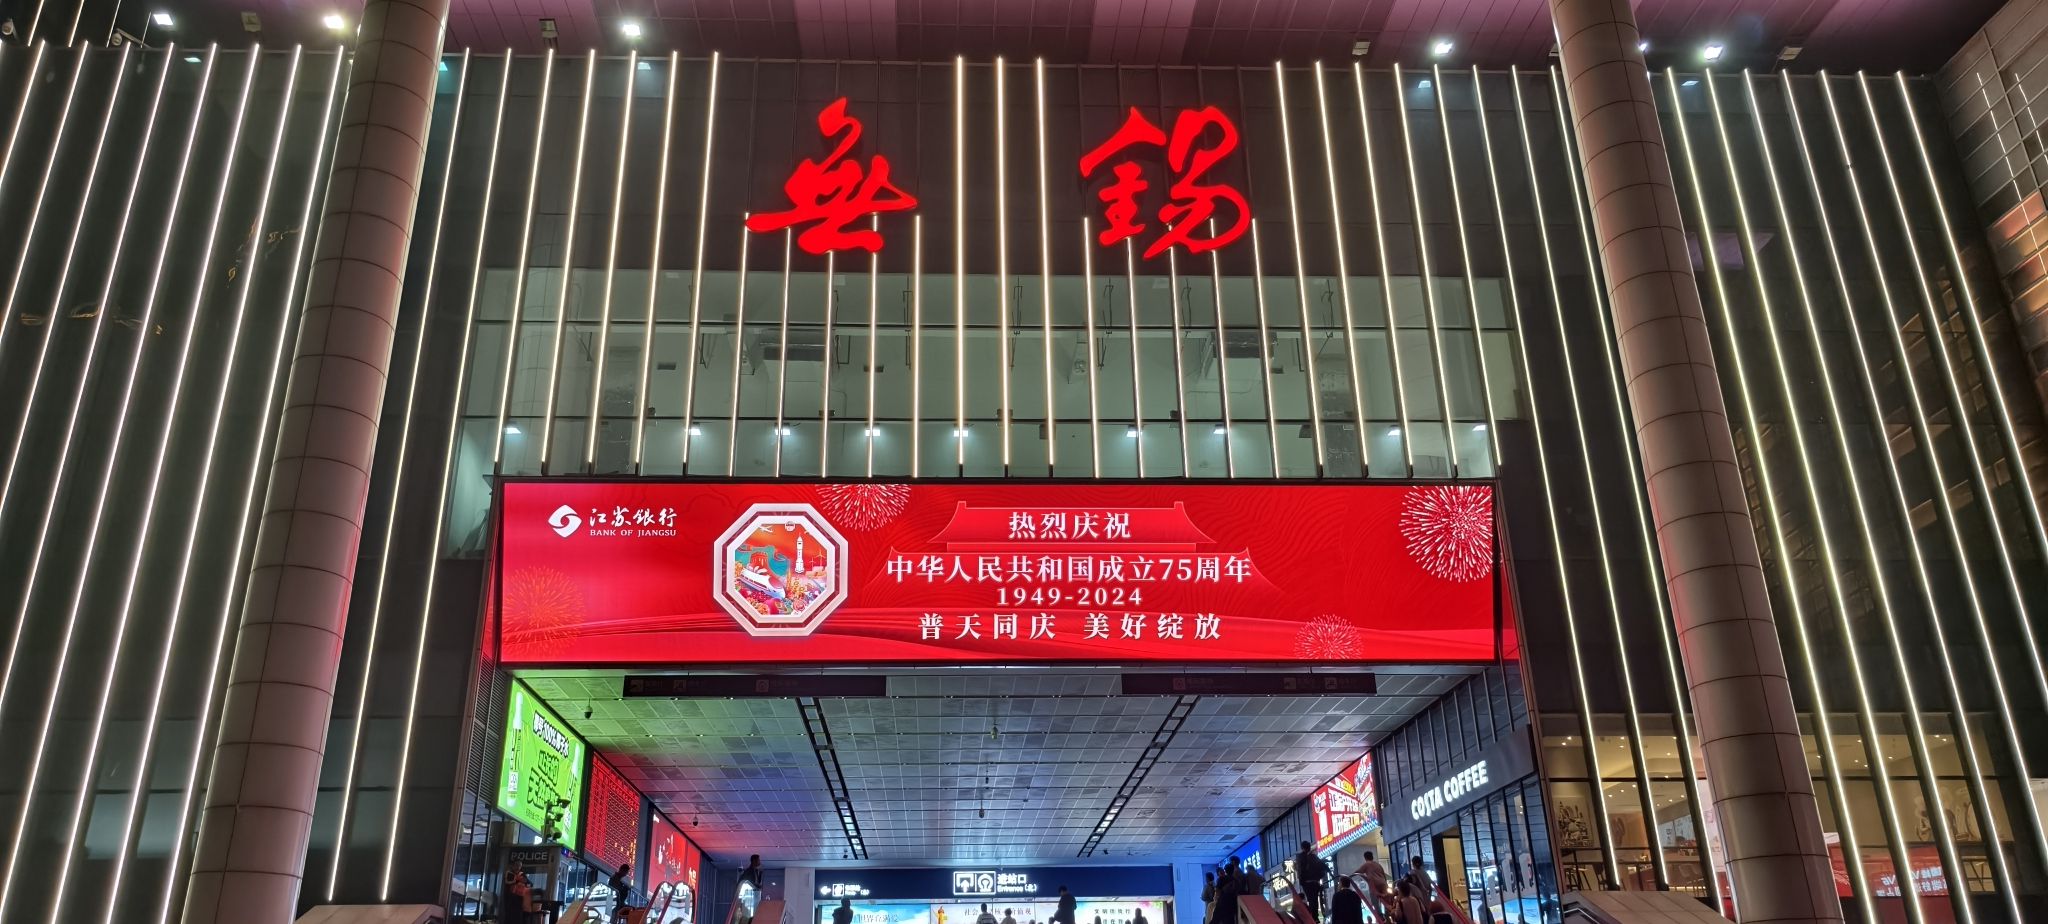 無錫
江苏银行
BANK OF JIANGSU
热烈庆祝
中华人民共和国成立75周年
1949-2024
普天同庆 美好绽放
COSTA COFFEE
POLICE
进站口
Entrance (北)